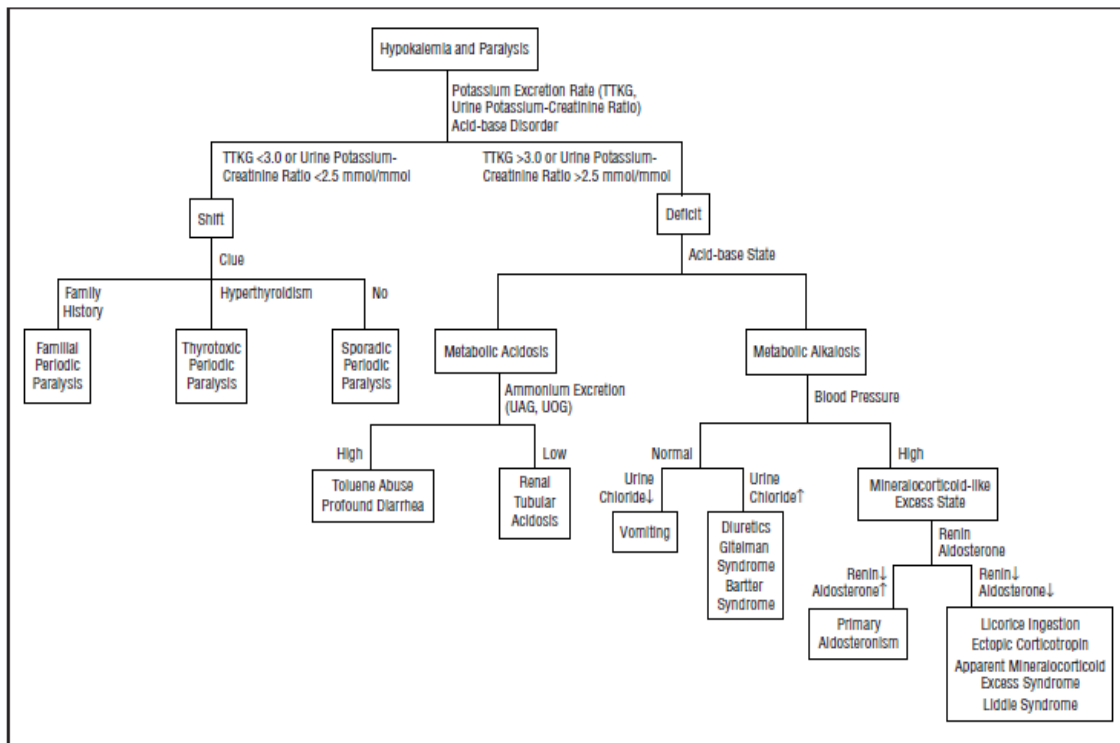 Hypokalemia and Paralysis
Potassium Excretion Rate (TTKG,
Urine Potassium-Creatinine Ratio)
Acid-base Disorder
TTKG <3.0 or Urine Potassium-
Creatinine Ratio <2.5 mmol/mmol
TTKG >3.0 or Urine Potassium-
Creatinine Ratio >2.5 mmol/mmol
Shift
Deficit
Clue
Acid-base State
Family
History
Hyperthyroidism
No
Familial
Periodic
Paralysis
Thyrotoxic
Periodic
Paralysis
Sporadic
Periodic
Paralysis
Metabolic Acidosis
Metabolic Alkalosis
Ammonium Excretion
(UAG, UOG)
Blood Pressure
High
Low
Normal
High
Toluene Abuse
Profound Diarrhea
Renal
Tubular
Acidosis
Urine
Chloride↓
Urine
Chloride↑
Mineralocorticoid-like
Excess State
Vomiting
Diuretics
Gitelman
Syndrome
Bartter
Syndrome
Renin
Aldosterone
Renin↓
Aldosterone↑
Renin↓
Aldosterone↓
Primary
Aldosteronism
Licorice Ingestion
Ectopic Corticotropin
Apparent Mineralocorticoid
Excess Syndrome
Liddle Syndrome